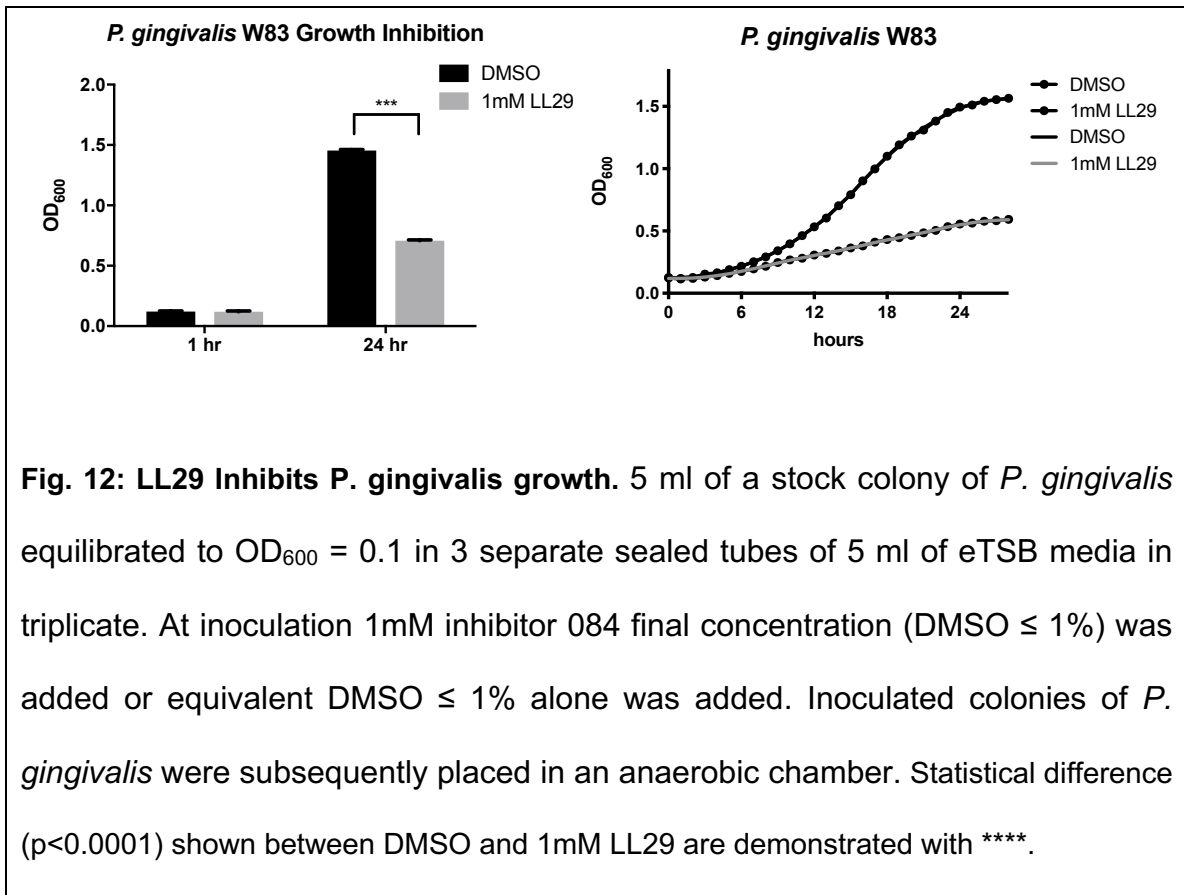 P. gingivalis W83 Growth Inhibition
DMSO
1mM LL29
***
2.0
1.5
1.0
0.5
0.0
OD600
1 hr
24 hr
P. gingivalis W83
DMSO
1mM LL29
DMSO
1mM LL29
1.5
1.0
0.5
0.0
OD600
0
6
12
18
24
hours
Fig. 12: LL29 Inhibits P. gingivalis growth. 5 ml of a stock colony of P. gingivalis
equilibrated to OD600 = 0.1 in 3 separate sealed tubes of 5 ml of eTSB media in
triplicate. At inoculation 1mM inhibitor 084 final concentration (DMSO ≤ 1%) was
added or equivalent DMSO ≤ 1% alone was added. Inoculated colonies of P.
gingivalis were subsequently placed in an anaerobic chamber. Statistical difference
(p<0.0001) shown between DMSO and 1mM LL29 are demonstrated with ****.